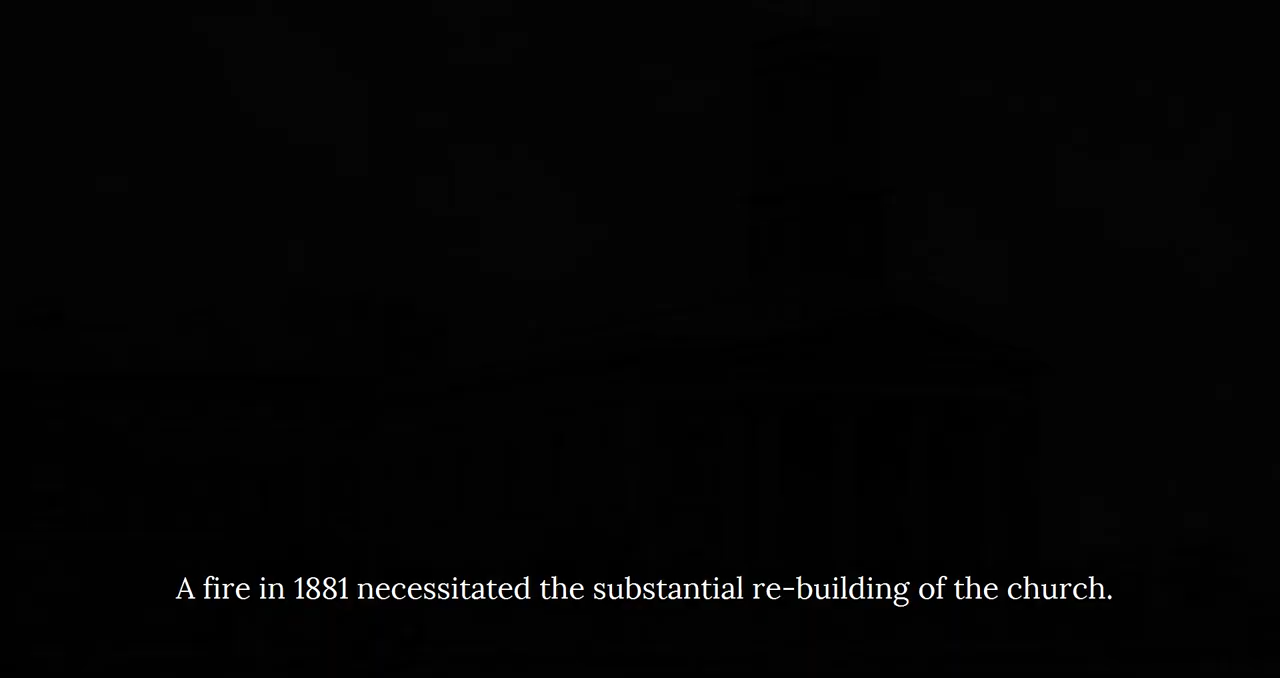 A fire in 1881 necessitated the substantial re-building of the church.